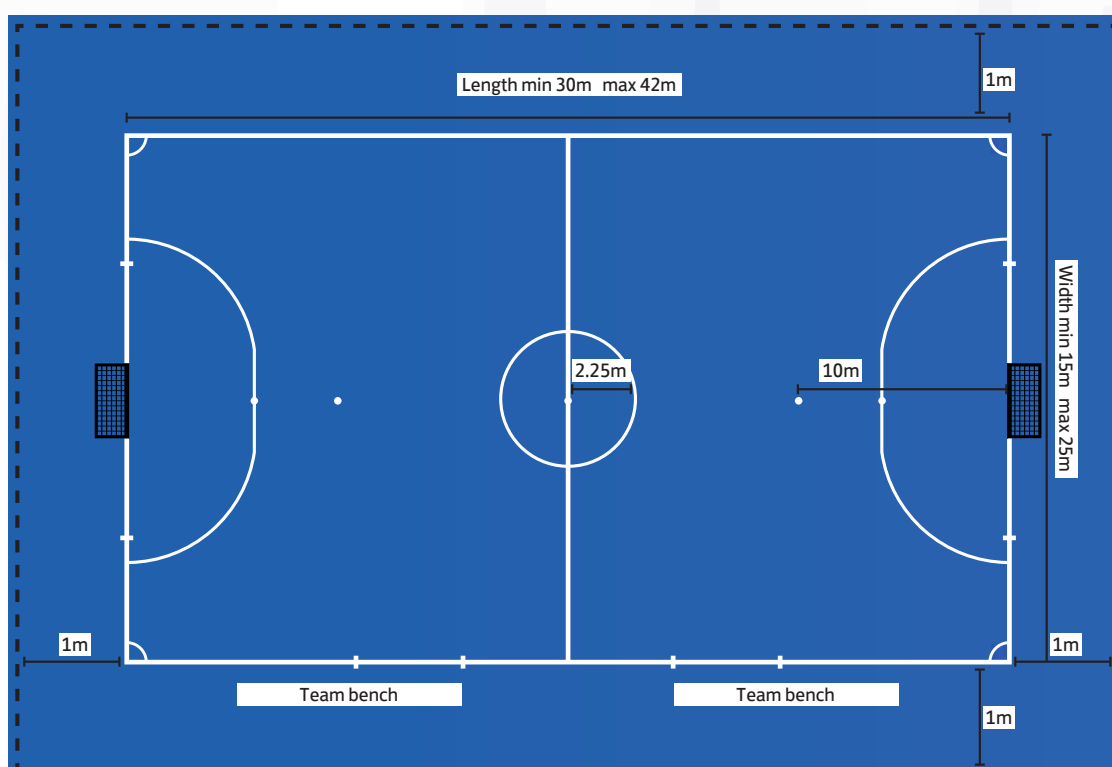 1m
Length min 30m max 42m
2.25m
10m
Width min 15m max 25m
1m
1m
Team bench
Team bench
1m